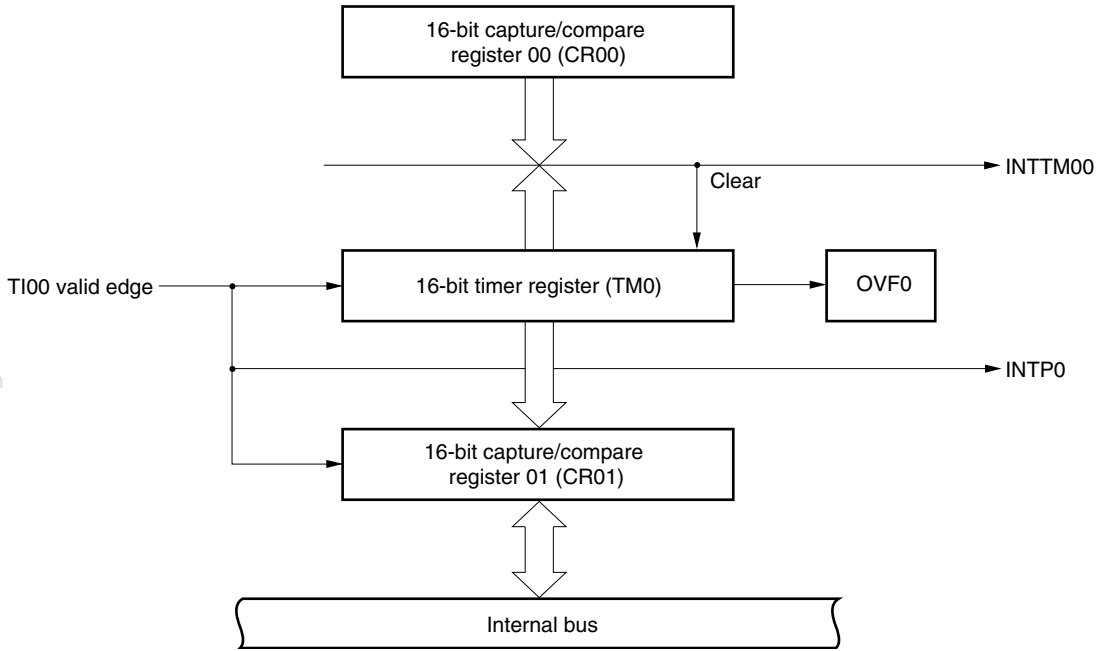 16-bit capture/compare
register 00 (CR00)
INTTM00
Clear
TI00 valid edge
16-bit timer register (TM0)
OVF0
INTP0
16-bit capture/compare
register 01 (CR01)
Internal bus